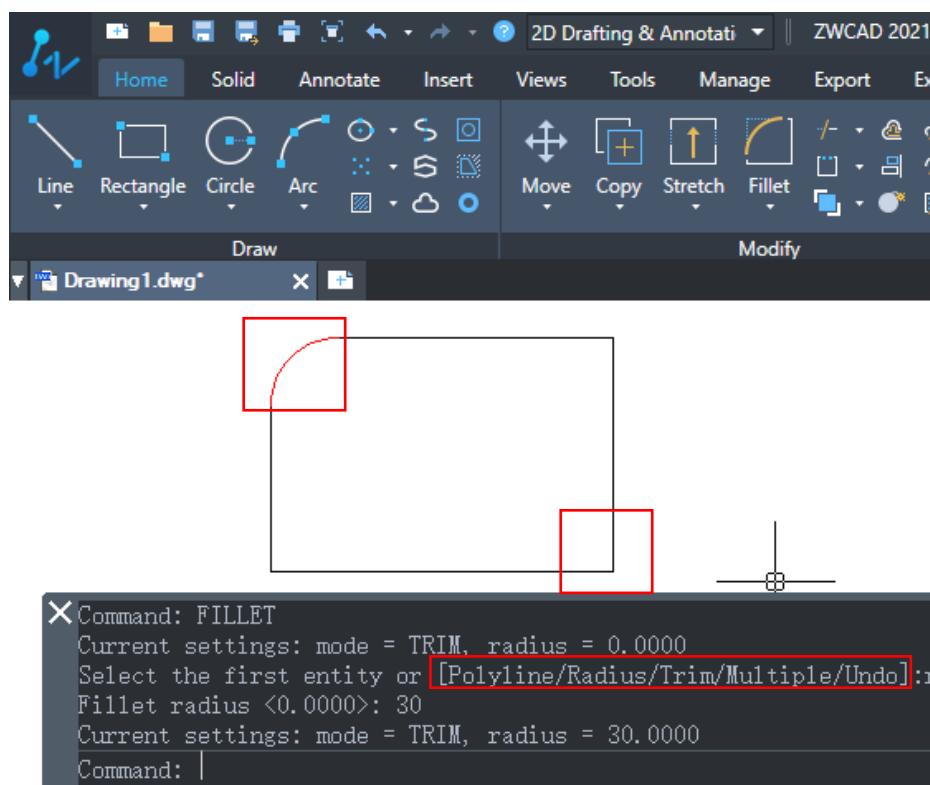 2D Drafting & Annotati
ZWCAD 2021
Home Solid Annotate Insert Views Tools Manage Export
Line Rectangle Circle Arc Move Copy Stretch Fillet
Draw Modify
Drawing1.dwg*
Command: FILLET
Current settings: mode = TRIM, radius = 0.0000
Select the first entity or [Polyline/Radius/Trim/Multiple/Undo]:r
Fillet radius <0.0000>: 30
Current settings: mode = TRIM, radius = 30.0000
Command: